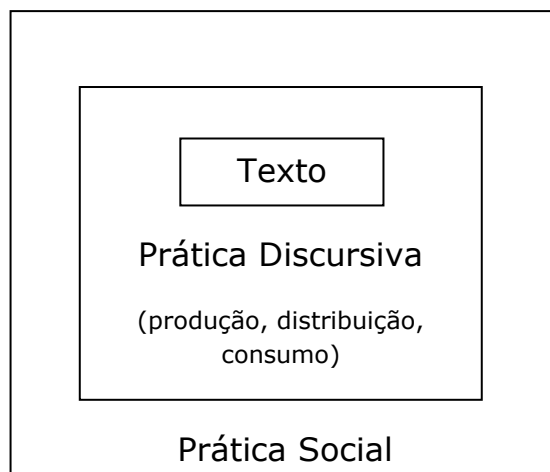 Texto
Prática Discursiva
(produção, distribuição,
consumo)
Prática Social